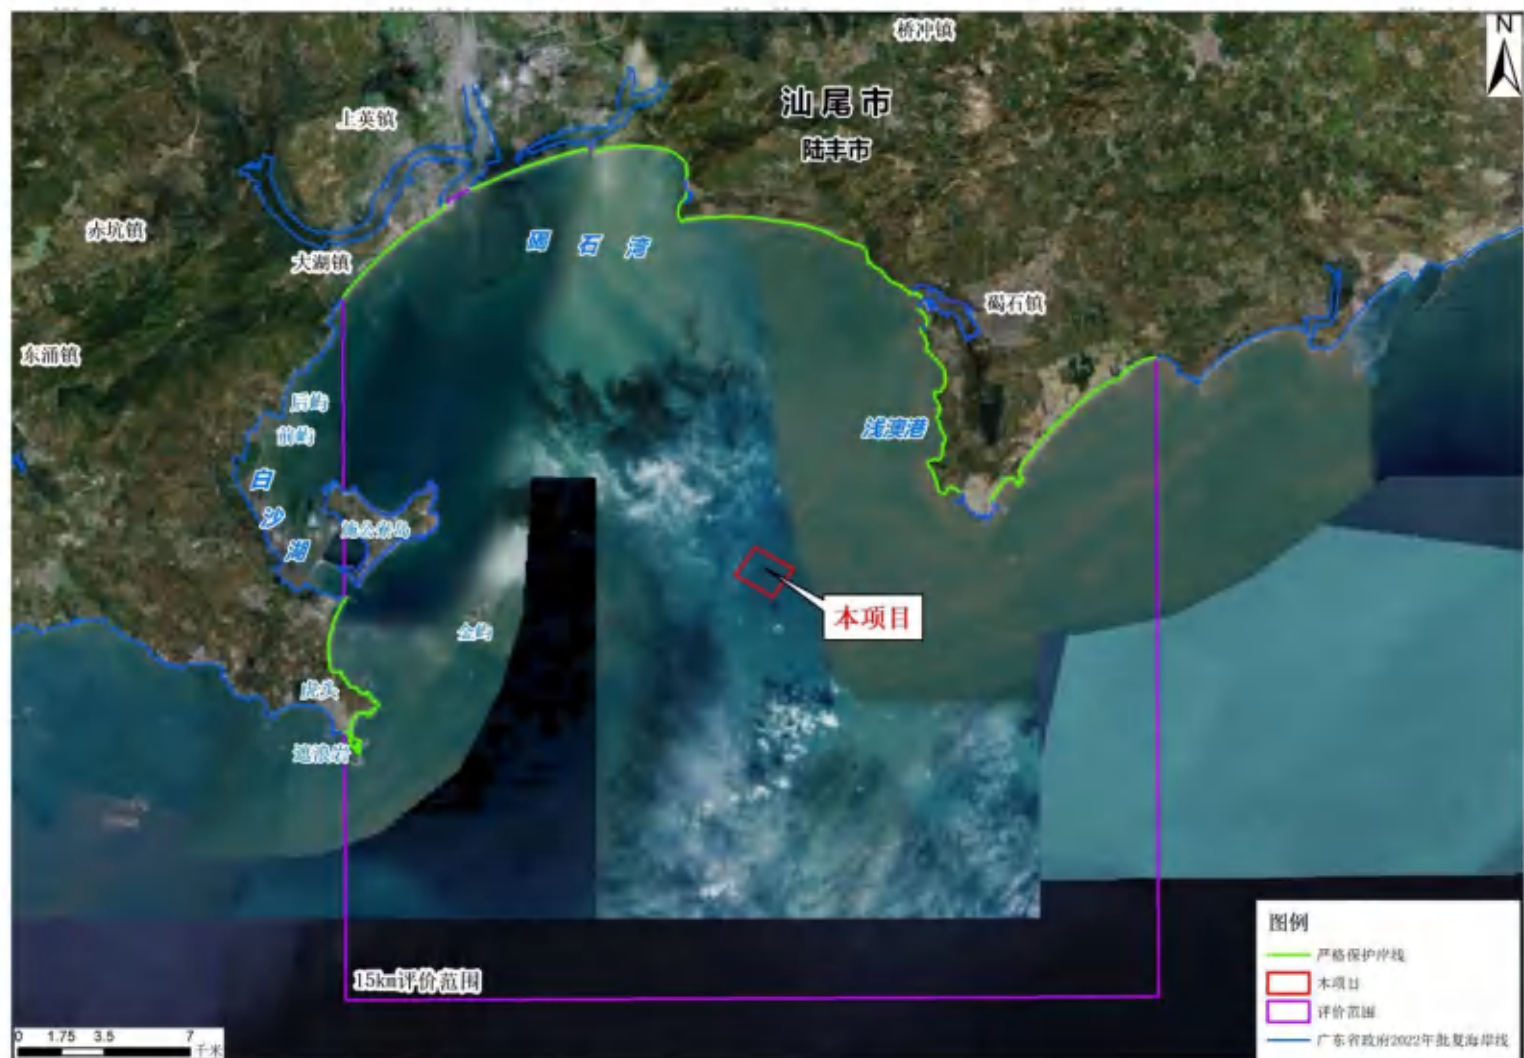 桥冲镇
N
汕尾市
上英镇
陆丰市
赤坑镇
碣石湾
大湖镇
碣石镇
东涌镇
后屿
前屿
浅澳港
白沙湖
施公寮岛
本项目
金屿
虎头
遮浪岩
图例
严格保护岸线
本项目
评价范围
广东省政府2022年批复海岸线
15km评价范围
0 1.75 3.5 7
千米